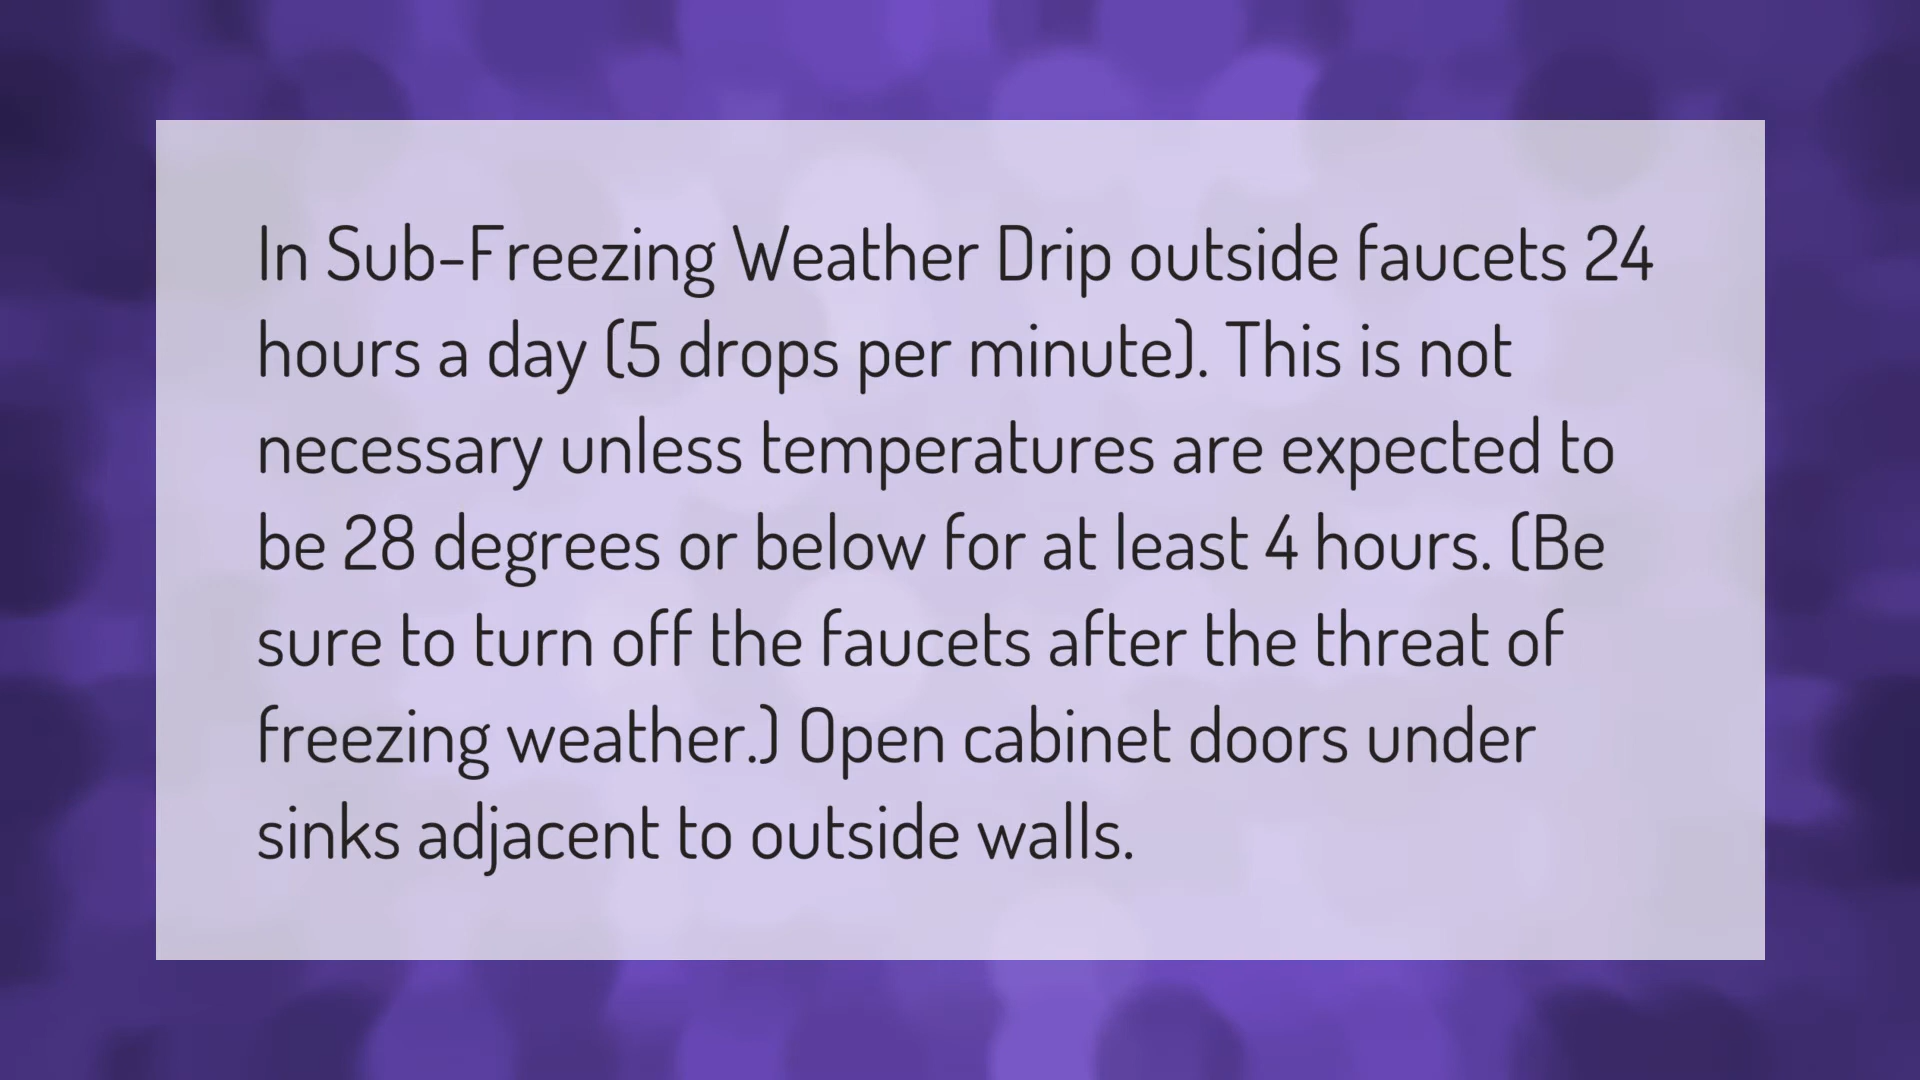 In Sub-Freezing Weather Drip outside faucets 24
hours a day (5 drops per minute). This is not
necessary unless temperatures are expected to
be 28 degrees or below for at least 4 hours. (Be
sure to turn off the faucets after the threat of
freezing weather.) Open cabinet doors under
sinks adjacent to outside walls.